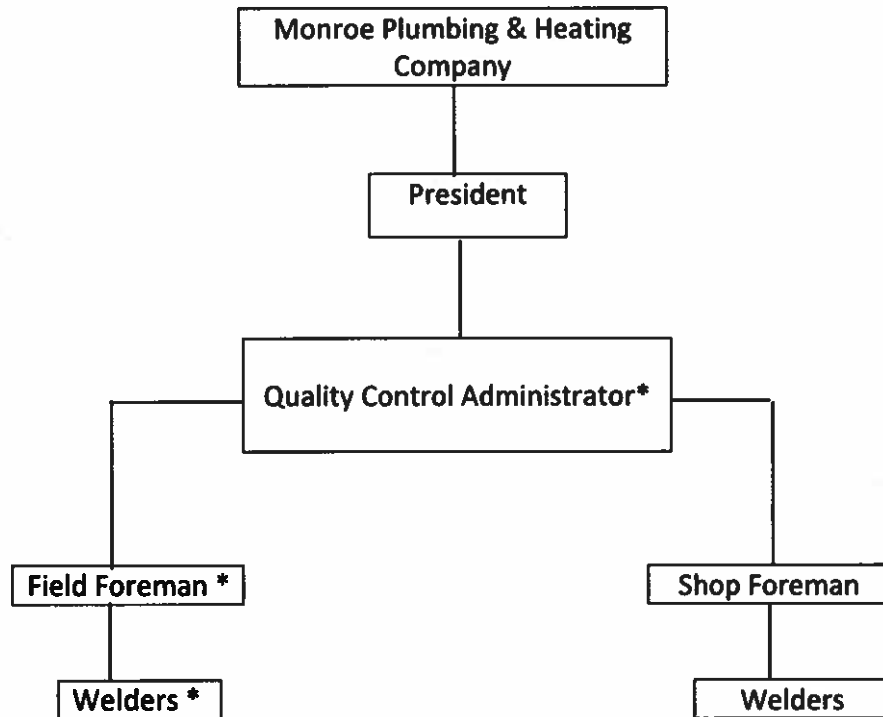 Monroe Plumbing & Heating
Company
President
Quality Control Administrator*
Field Foreman *
Shop Foreman
Welders *
Welders